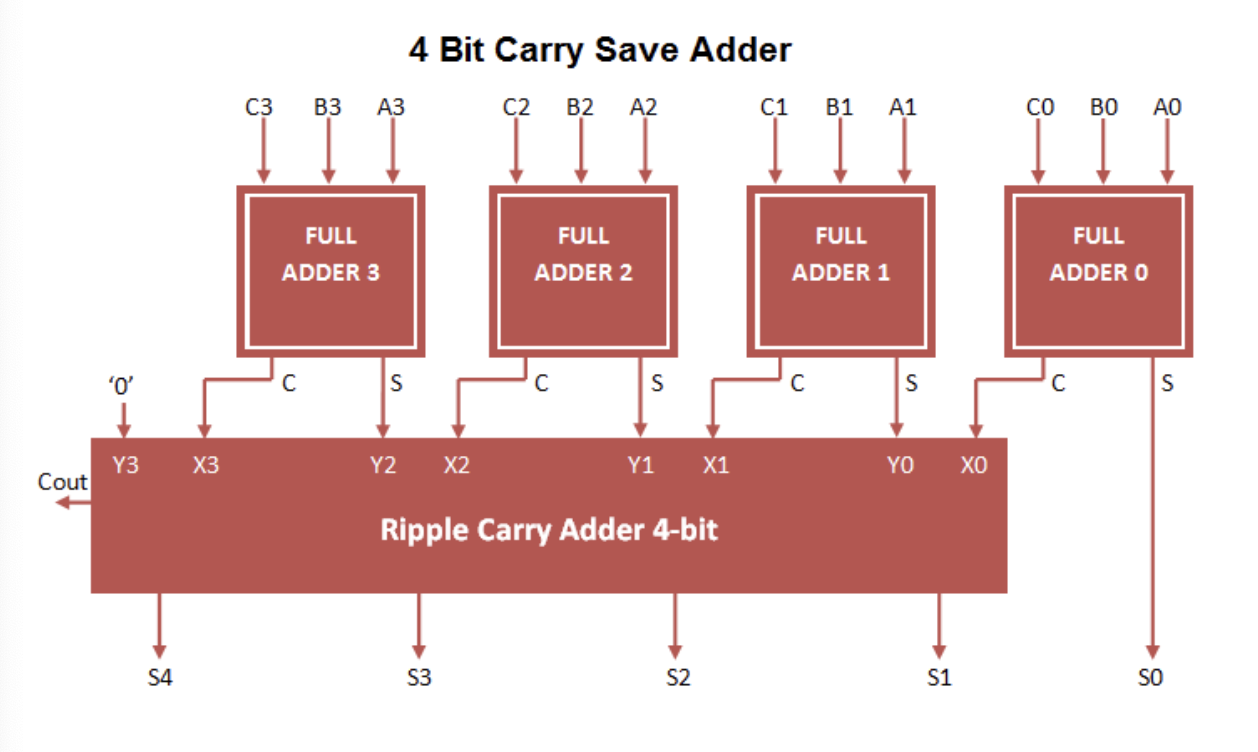 4 Bit Carry Save Adder
C3 B3 A3 C2 B2 A2 C1 B1 A1 C0 B0 A0
FULL ADDER 3
FULL ADDER 2
FULL ADDER 1
FULL ADDER 0
‘0’ C S C S C S C S
Y3 X3 Y2 X2 Y1 X1 Y0 X0
Cout
Ripple Carry Adder 4-bit
S4 S3 S2 S1 S0